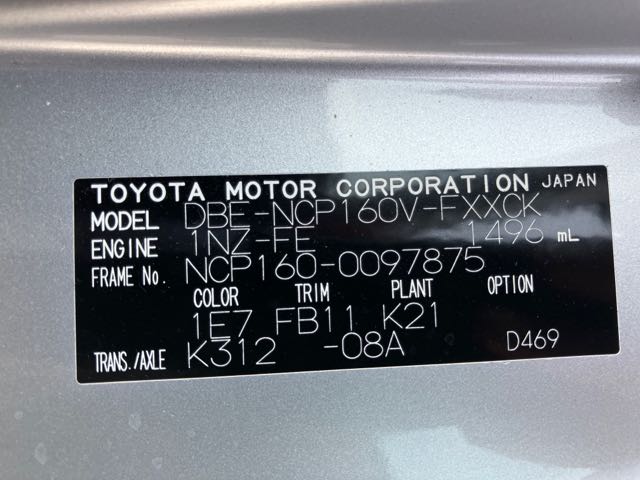 TOYOTA MOTOR CORPORATION JAPAN
MODEL DBE-NCP160V-FXXCK
ENGINE 1NZ-FE 1496 mL
FRAME No. NCP160-0097875
COLOR TRIM PLANT OPTION
1E7 FB11 K21
TRANS./AXLE K312 -08A D469